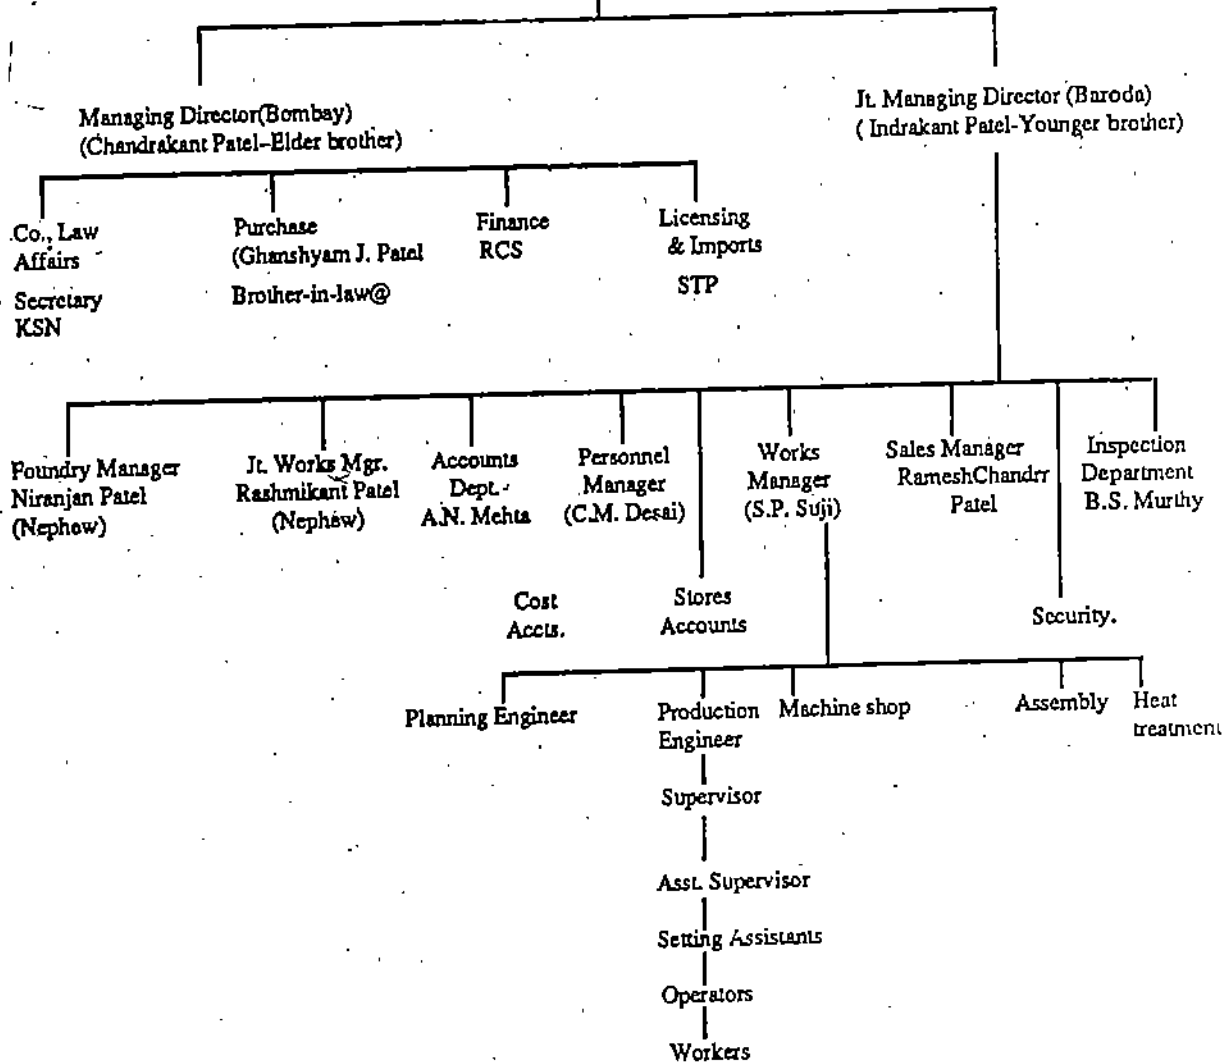 Managing Director(Bombay)
(Chandrakant Patel-Elder brother)
Jt. Managing Director (Baroda)
( Indrakant Patel-Younger brother)
Co., Law
Affairs
Secretary
KSN
Purchase
(Ghanshyam J. Patel
Brother-in-law@
Finance
RCS
Licensing
& Imports
STP
Foundry Manager
Niranjan Patel
(Nephew)
Jt. Works Mgr.
Rashmikant Patel
(Nephew)
Accounts
Dept.
A.N. Mehta
Personnel
Manager
(C.M. Desai)
Works
Manager
(S.P. Suji)
Sales Manager
RameshChandrr
Patel
Inspection
Department
B.S. Murthy
Cost
Accts.
Stores
Accounts
Security.
Planning Engineer
Production
Engineer
Machine shop
Assembly
Heat
treatment
Supervisor
Asst. Supervisor
Setting Assistants
Operators
Workers